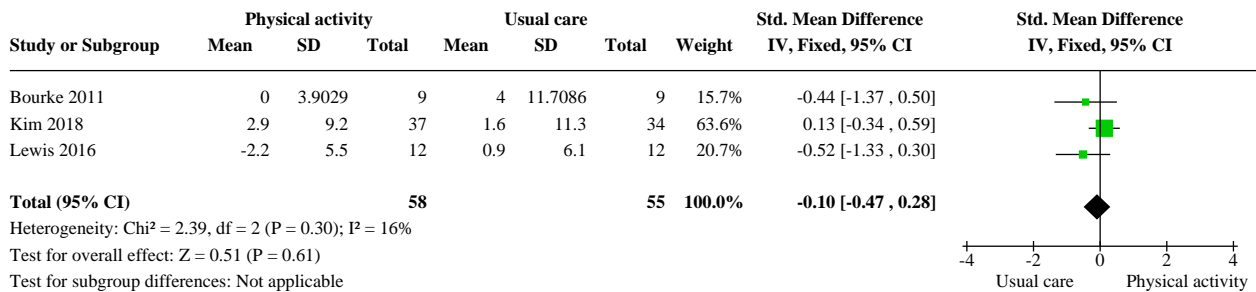 Physical activity Usual care Std. Mean Difference Std. Mean Difference
Study or Subgroup Mean SD Total Mean SD Total Weight IV, Fixed, 95% CI IV, Fixed, 95% CI
Bourke 2011 0 3.9029 9 4 11.7086 9 15.7% -0.44 [-1.37 , 0.50]
Kim 2018 2.9 9.2 37 1.6 11.3 34 63.6% 0.13 [-0.34 , 0.59]
Lewis 2016 -2.2 5.5 12 0.9 6.1 12 20.7% -0.52 [-1.33 , 0.30]
Total (95% CI) 58 55 100.0% -0.10 [-0.47 , 0.28]
Heterogeneity: Chi² = 2.39, df = 2 (P = 0.30); I² = 16%
Test for overall effect: Z = 0.51 (P = 0.61)
-4 -2 0 2 4
Test for subgroup differences: Not applicable Usual care Physical activity